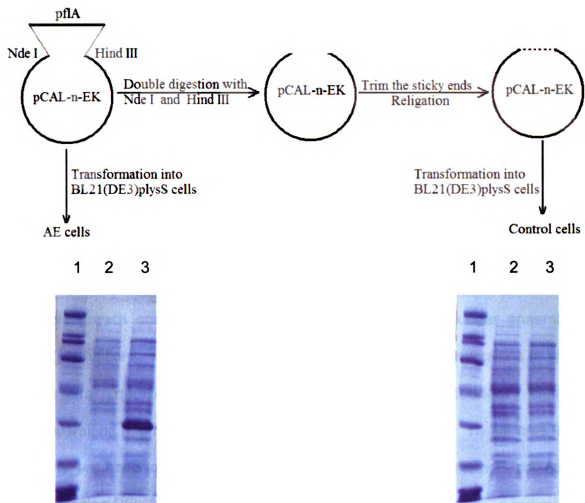 pflA
Nde I
Hind III
pCAL-n-EK
Double digestion with
Nde I and Hind III
pCAL-n-EK
Trim the sticky ends
Religation
pCAL-n-EK
Transformation into
BL21(DE3)plysS cells
Transformation into
BL21(DE3)plysS cells
AE cells
Control cells
1 2 3
1 2 3